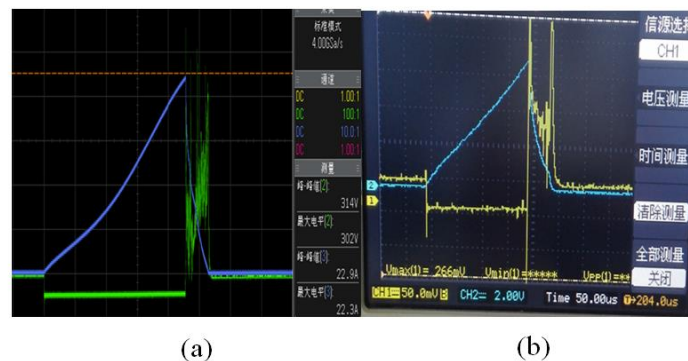 标准模式
4.00GSa/s
通道
DC 1.00:1
DC 100:1
DC 10.0:1
DC 1.00:1
测量
峰-峰值(2)
314V
最大电平(2)
302V
峰-峰值(3)
22.9A
最大电平(3)
22.3A
信源选择
CH1
电压测量
时间测量
清除测量
全部测量
关闭
2
1
Vmax(1)= 266mV Vmin(1)=***** Vpp(1)=**
CH1 50.0mV B CH2 2.00V Time 50.00us T→204.0us
(a) (b)